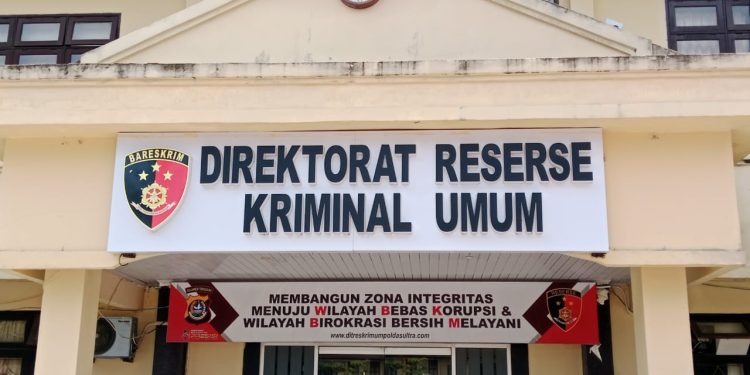 BARESKRIM
DIREKTORAT RESERSE
KRIMINAL UMUM
MEMBANGUN ZONA INTEGRITAS
MENUJU WILAYAH BEBAS KORUPSI &
WILAYAH BIROKRASI BERSIH MELAYANI
www.ditreskrimumpoldasultra.com